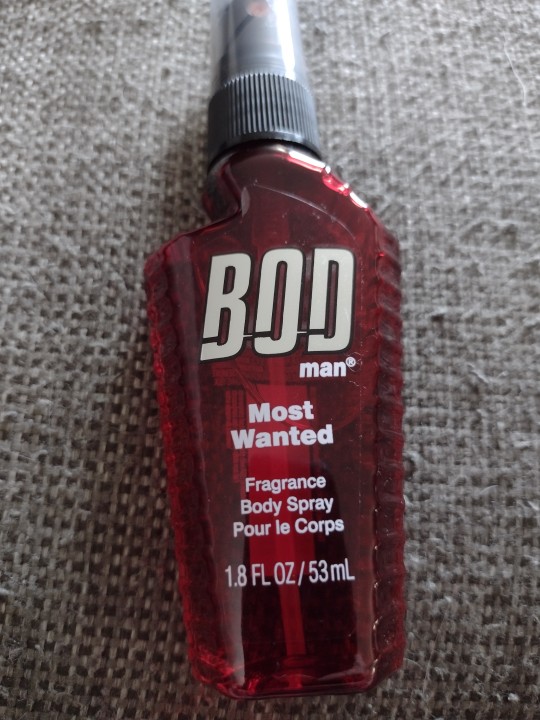 BOD
man®
Most
Wanted
Fragrance
Body Spray
Pour le Corps
1.8 FL OZ / 53 mL